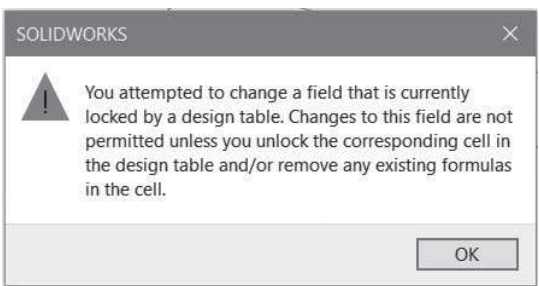 SOLIDWORKS
You attempted to change a field that is currently
locked by a design table. Changes to this field are not
permitted unless you unlock the corresponding cell in
the design table and/or remove any existing formulas
in the cell.
OK